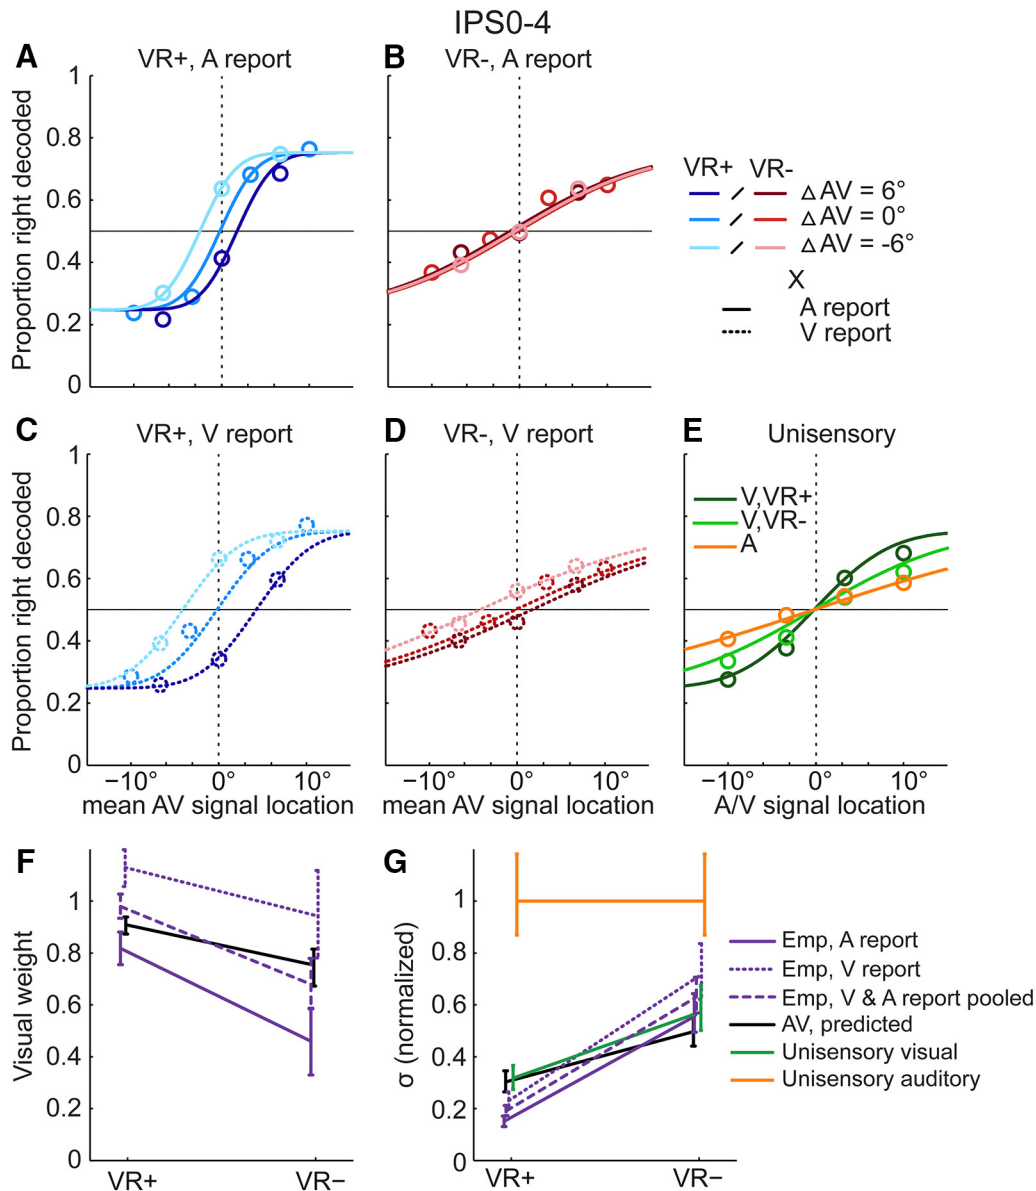 IPS0-4
A VR+, A report
B VR-, A report
Proportion right decoded
1
0.8
0.6
0.4
0.2
0
VR+ VR-
△ AV = 6°
△ AV = 0°
△ AV = -6°
X
A report
V report
C VR+, V report
D VR-, V report
E Unisensory
Proportion right decoded
1
0.8
0.6
0.4
0.2
0
V,VR+
V,VR-
A
−10° 0° 10°
−10° 0° 10°
−10° 0° 10°
mean AV signal location
mean AV signal location
A/V signal location
F
Visual weight
1
0.8
0.6
0.4
0.2
0
VR+ VR−
G
σ (normalized)
1
0.8
0.6
0.4
0.2
0
VR+ VR−
Emp, A report
Emp, V report
Emp, V & A report pooled
AV, predicted
Unisensory visual
Unisensory auditory